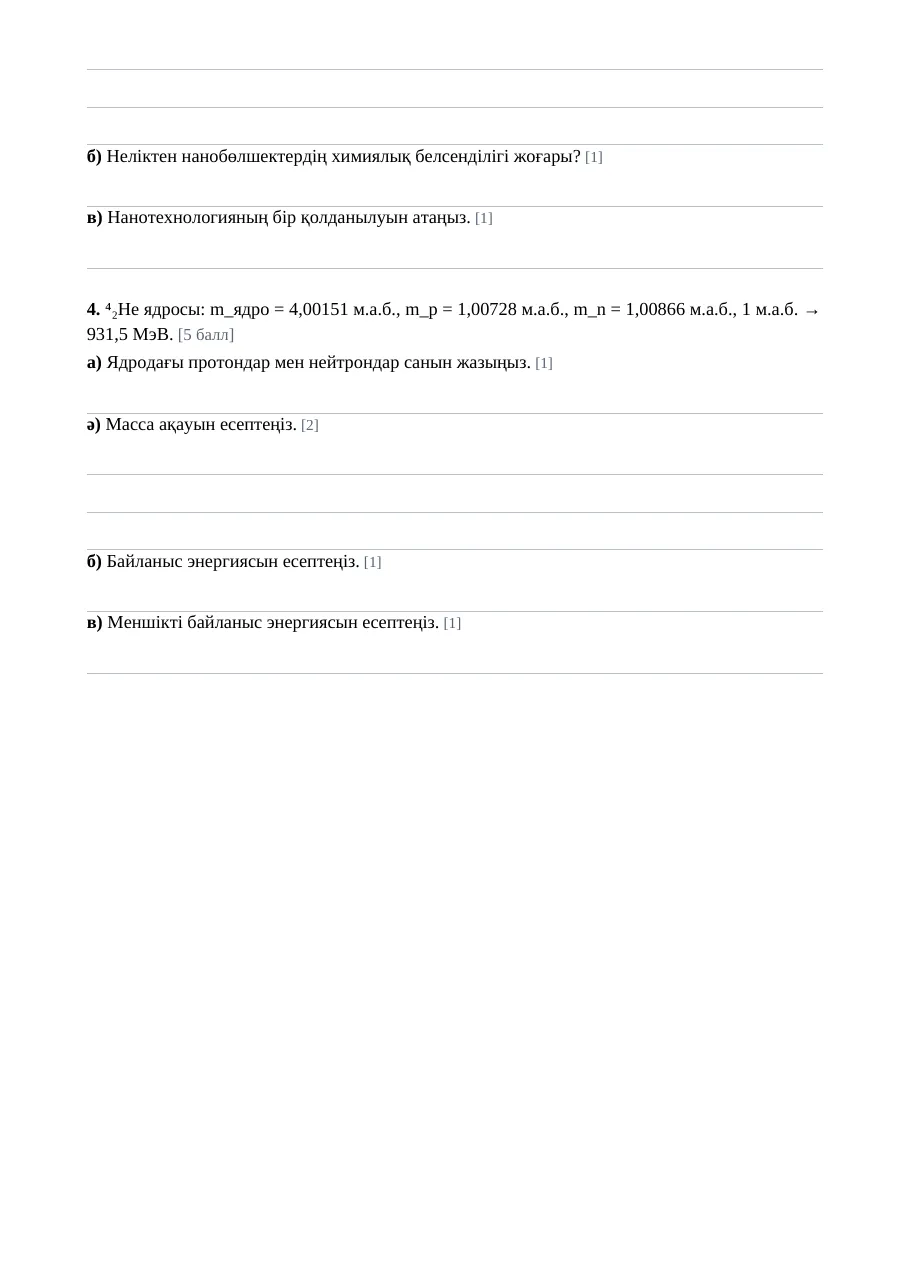 б) Неліктен нанобөлшектердің химиялық белсенділігі жоғары? [1]
в) Нанотехнологияның бір қолданылуын атаңыз. [1]
4. ⁴₂He ядросы: m_ядро = 4,00151 м.а.б., m_p = 1,00728 м.а.б., m_n = 1,00866 м.а.б., 1 м.а.б. →
931,5 МэВ. [5 балл]
а) Ядродағы протондар мен нейтрондар санын жазыңыз. [1]
ә) Масса ақауын есептеңіз. [2]
б) Байланыс энергиясын есептеңіз. [1]
в) Меншікті байланыс энергиясын есептеңіз. [1]